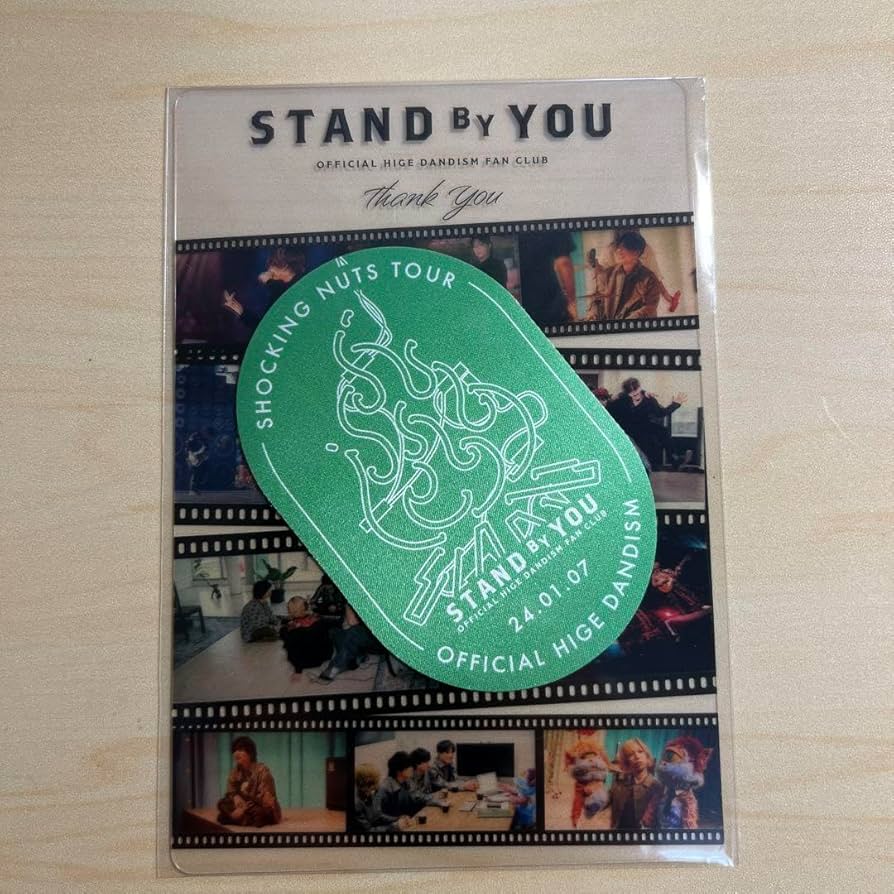 STAND BY YOU
OFFICIAL HIGE DANDISM FAN CLUB
Thank You
SHOCKING NUTS TOUR
STAND BY YOU
OFFICIAL HIGE DANDISM FAN CLUB
24.01.07
OFFICIAL HIGE DANDISM